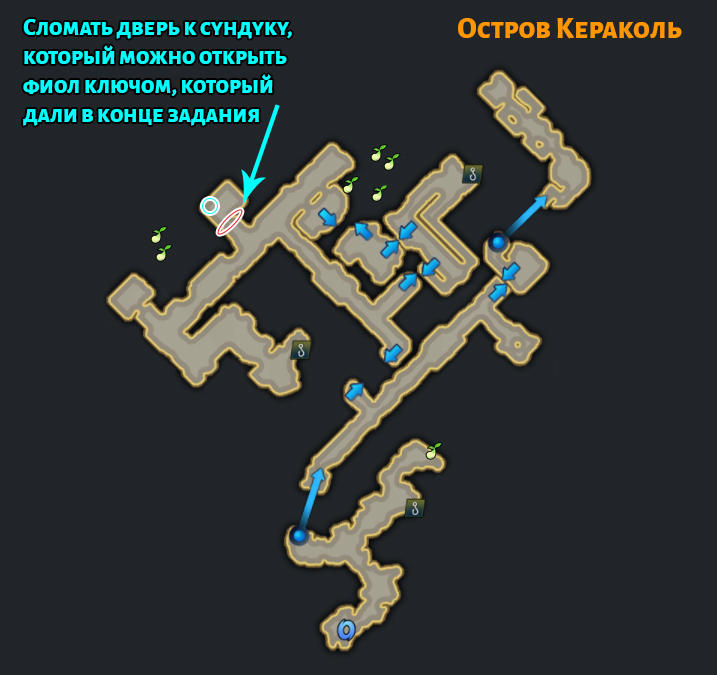 Сломать дверь к сундуку,
который можно открыть
фиол ключом, который
дали в конце задания
Остров Кераколь